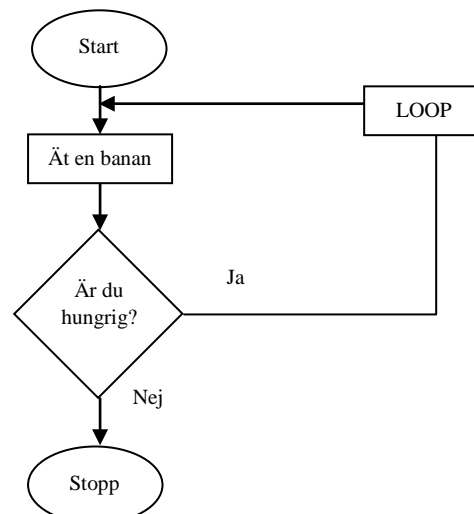 Start
LOOP
Ät en banan
Är du
hungrig?
Ja
Nej
Stopp